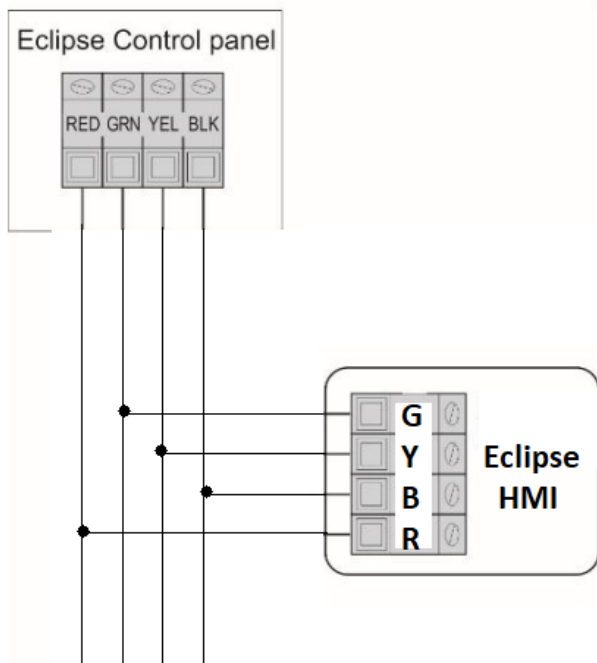 Eclipse Control panel
RED GRN YEL BLK
G
Y
B
R
Eclipse
HMI